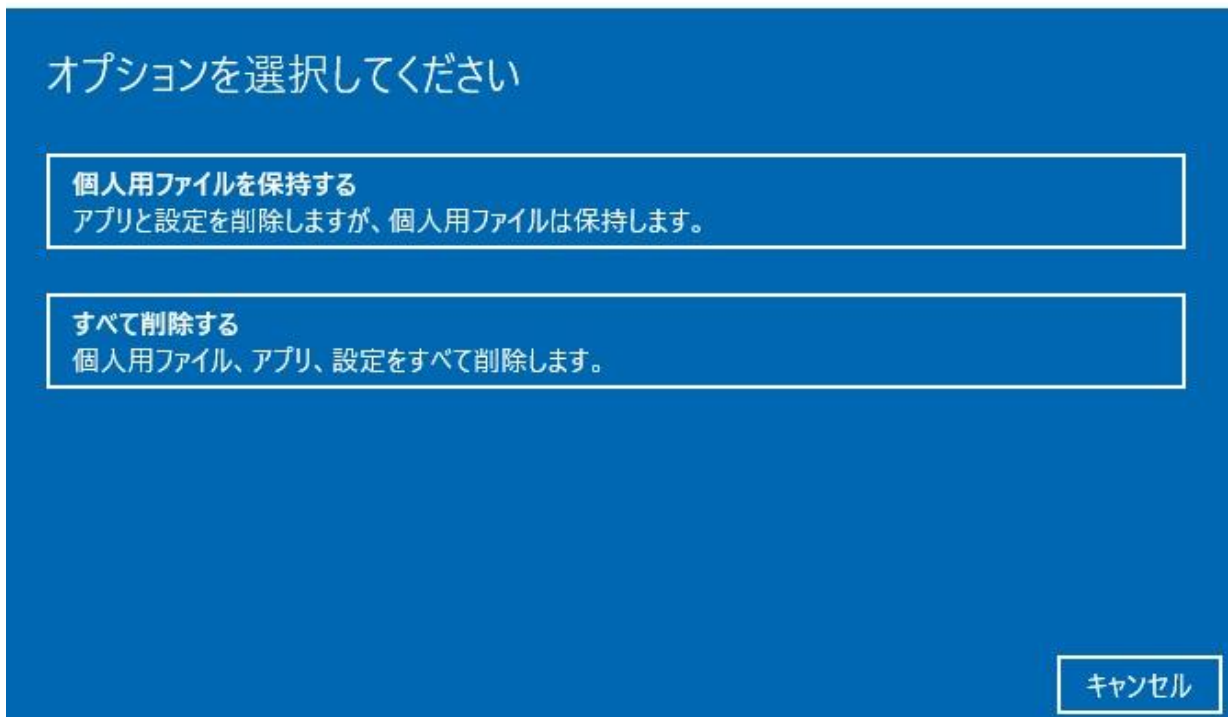 オプションを選択してください
個人用ファイルを保持する
アプリと設定を削除しますが、個人用ファイルは保持します。
すべて削除する
個人用ファイル、アプリ、設定をすべて削除します。
キャンセル